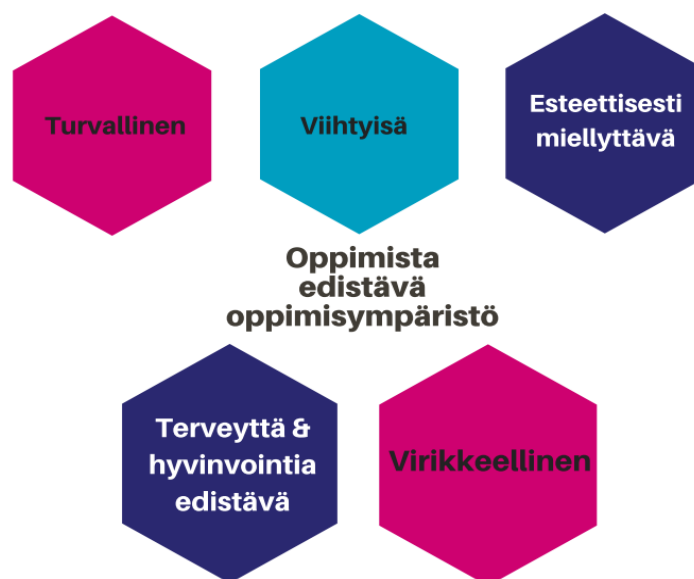 Turvallinen
Viihtyisä
Esteettisesti
miellyttävä
Oppimista
edistävä
oppimisympäristö
Terveyttä &
hyvinvointia
edistävä
Virikkeellinen